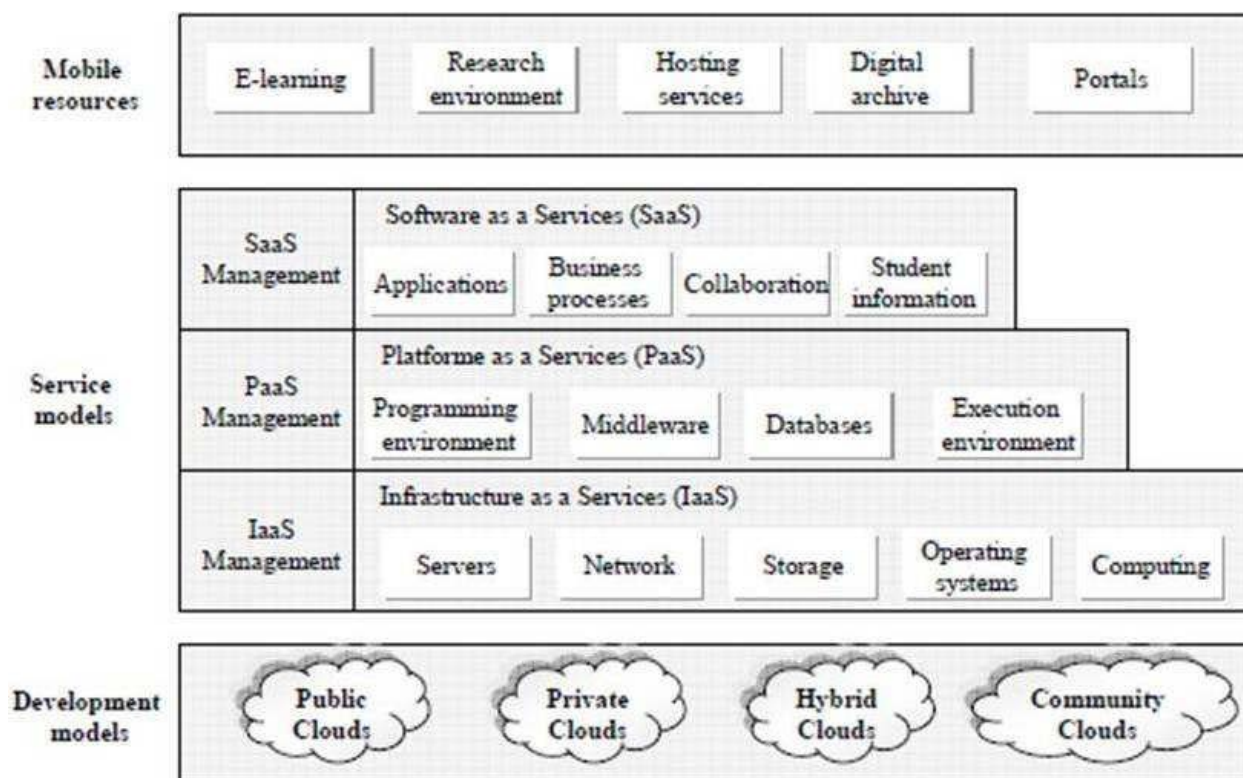 Mobile
resources
E-learning
Research
environment
Hosting
services
Digital
archive
Portals
Service
models
SaaS
Management
Software as a Services (SaaS)
Applications
Business
processes
Collaboration
Student
information
PaaS
Management
Platforme as a Services (PaaS)
Programming
environment
Middleware
Databases
Execution
environment
IaaS
Management
Infrastructure as a Services (IaaS)
Servers
Network
Storage
Operating
systems
Computing
Development
models
Public
Clouds
Private
Clouds
Hybrid
Clouds
Community
Clouds